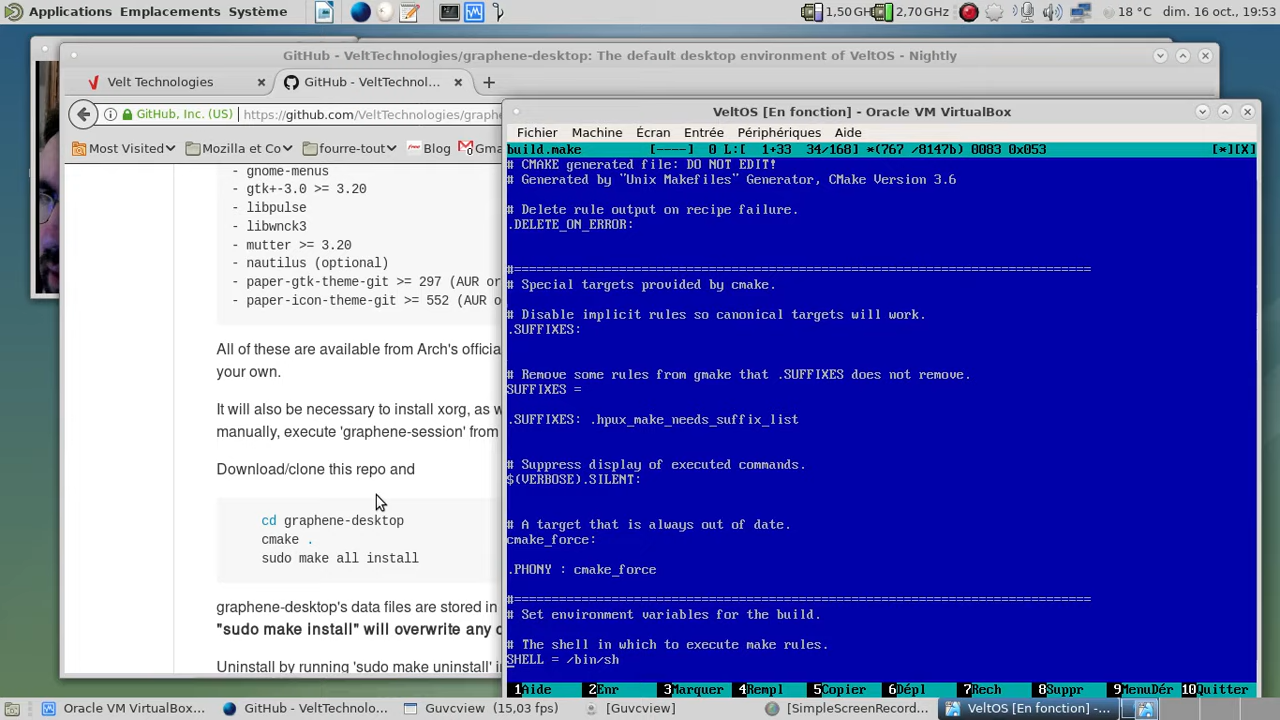 Applications Emplacements Système
1,50 GHz 2,70 GHz 18 °C dim. 16 oct., 19:53
GitHub - VeltTechnologies/graphene-desktop: The default desktop environment of VeltOS - Nightly
Velt Technologies
GitHub - VeltTechnol...
GitHub, Inc. (US) https://github.com/VeltTechnologies/graphe
Most Visited Mozilla et Co fourre-tout Blog
- gnome-menus
- gtk+-3.0 >= 3.20
- libpulse
- libwnck3
- mutter >= 3.20
- nautilus (optional)
- paper-gtk-theme-git >= 297 (AUR or
- paper-icon-theme-git >= 552 (AUR or
All of these are available from Arch's offici
your own.
It will also be necessary to install xorg, as w
manually, execute 'graphene-session' from
Download/clone this repo and
cd graphene-desktop
cmake .
sudo make all install
graphene-desktop's data files are stored in
"sudo make install" will overwrite any
Uninstall by running 'sudo make uninstall' i
VeltOS [En fonction] - Oracle VM VirtualBox
Fichier Machine Écran Entrée Périphériques Aide
build.make [----] 0 L:[ 1+33 34/168] *(767 /8147b) 0083 0x053 [*][X]
# CMAKE generated file: DO NOT EDIT!
# Generated by "Unix Makefiles" Generator, CMake Version 3.6
# Delete rule output on recipe failure.
.DELETE_ON_ERROR:
#=============================================================================
# Special targets provided by cmake.
# Disable implicit rules so canonical targets will work.
.SUFFIXES:
# Remove some rules from gmake that .SUFFIXES does not remove.
SUFFIXES =
.SUFFIXES: .hpux_make_needs_suffix_list
# Suppress display of executed commands.
$(VERBOSE).SILENT:
# A target that is always out of date.
cmake_force:
.PHONY : cmake_force
#=============================================================================
# Set environment variables for the build.
# The shell in which to execute make rules.
SHELL = /bin/sh
1Aide 2Enr 3Marquer 4Rempl 5Copier 6Dépl 7Rech 8Suppr 9MenuDér 10Quitter
Oracle VM VirtualB... GitHub - VeltTechnolo... Guvcview (15,03 fps) [Guvcview] [SimpleScreenRecord... VeltOS [En fonction] -...